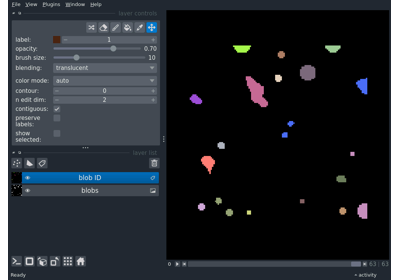 File View Plugins Window Help
layer controls
label: 1
opacity: 0.70
brush size: 10
blending: translucent
color mode: auto
contour: 0
n edit dim: 2
contiguous:
preserve
labels:
show
selected:
layer list
blob ID
blobs
0 63 63
Ready activity